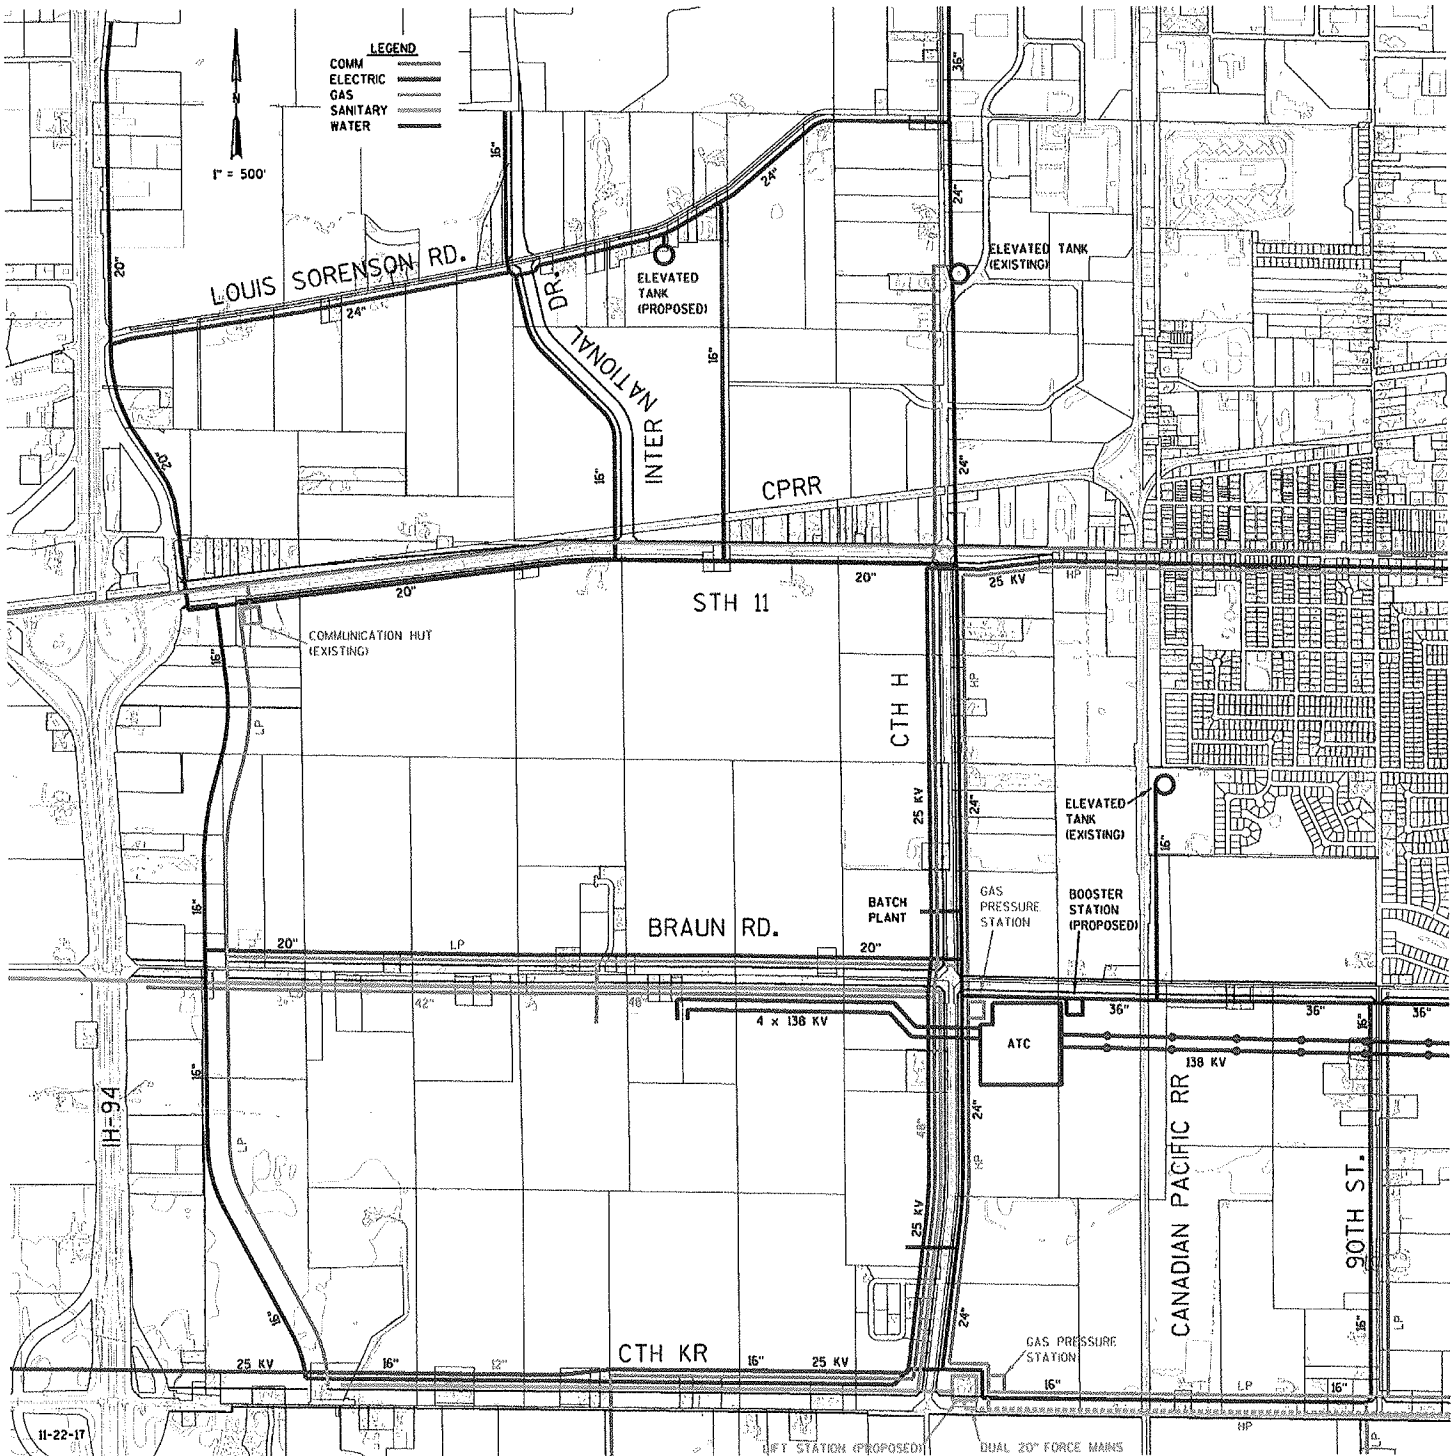 LEGEND
COMM
ELECTRIC
GAS
SANITARY
WATER
N
1" = 500'
36"
16"
24"
24"
20"
LOUIS SORENSON RD.
24"
ELEVATED
TANK
(PROPOSED)
ELEVATED TANK
(EXISTING)
INTER NATIONAL DR.
16"
20"
16"
24"
CPRR
20"
20"
25 KV
HP
STH 11
COMMUNICATION HUT
(EXISTING)
16"
LP
CTH H
HP
25 KV
24"
ELEVATED
TANK
(EXISTING)
16"
16"
BATCH
PLANT
GAS
PRESSURE
STATION
BOOSTER
STATION
(PROPOSED)
BRAUN RD.
20"
LP
20"
42"
48"
4 x 138 KV
ATC
36"
36"
36"
16"
138 KV
16"
IH-94
LP
24"
48"
HP
25 KV
CANADIAN PACIFIC RR
90TH ST.
16"
24"
16"
LP
GAS PRESSURE
STATION
CTH KR
25 KV
16"
12"
16"
25 KV
16"
LP
16"
HP
LP
11-22-17
LIFT STATION (PROPOSED)
DUAL 20" FORCE MAINS